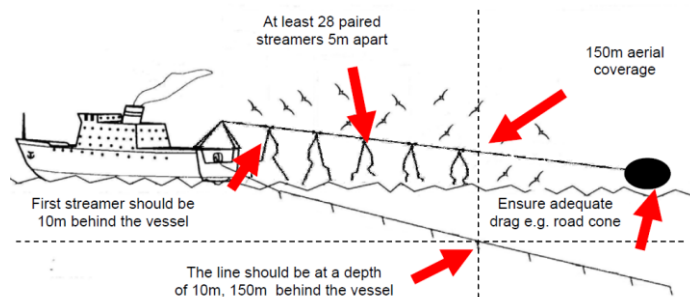 At least 28 paired
streamers 5m apart
150m aerial
coverage
First streamer should be
10m behind the vessel
Ensure adequate
drag e.g. road cone
The line should be at a depth
of 10m, 150m  behind the vessel